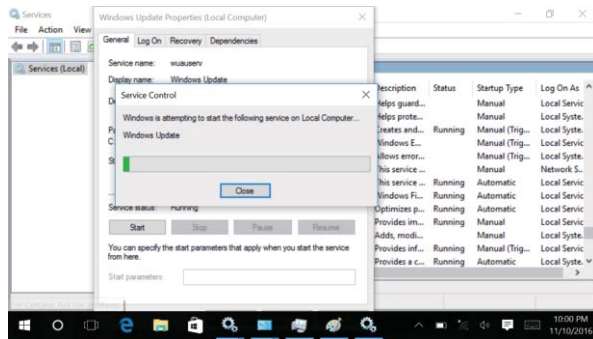 Services
File Action View
Services (Local)
Windows Update Properties (Local Computer)
General Log On Recovery Dependencies
Service name: wuauserv
Display name: Windows Update
Service Control
Windows is attempting to start the following service on Local Computer...
Windows Update
Close
Service status: Running
Start Stop Pause Resume
You can specify the start parameters that apply when you start the service
from here.
Start parameters:
Description Status Startup Type Log On As
Helps guard... Manual Local Servic
Helps prote... Manual Local Syste.
Creates and... Running Manual (Trig... Local Syste.
Windows E... Manual (Trig... Local Servic
Allows error... Manual (Trig... Local Syste.
This service ... Manual Network S..
This service ... Running Automatic Local Servic
Windows Fi... Running Automatic Local Servic
Optimizes p... Running Automatic Local Servic
Provides im... Running Manual Local Servic
Adds, modi... Manual Local Syste.
Provides inf... Running Manual (Trig... Local Servic
Provides a c... Running Automatic Local Syste.
10:00 PM
11/10/2016